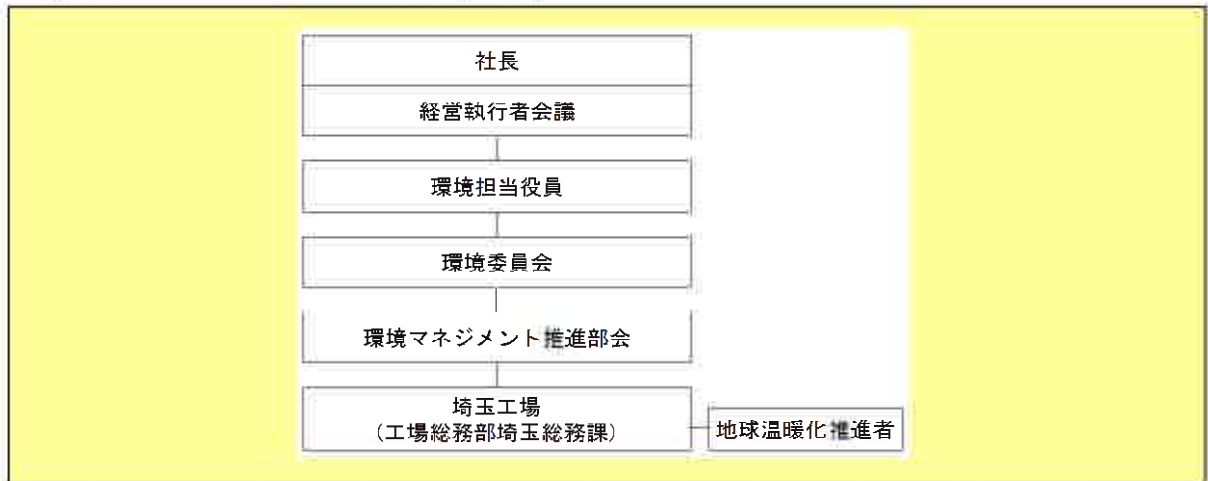 社長
経営執行者会議
環境担当役員
環境委員会
環境マネジメント推進部会
埼玉工場
(工場総務部埼玉総務課)
地球温暖化推進者